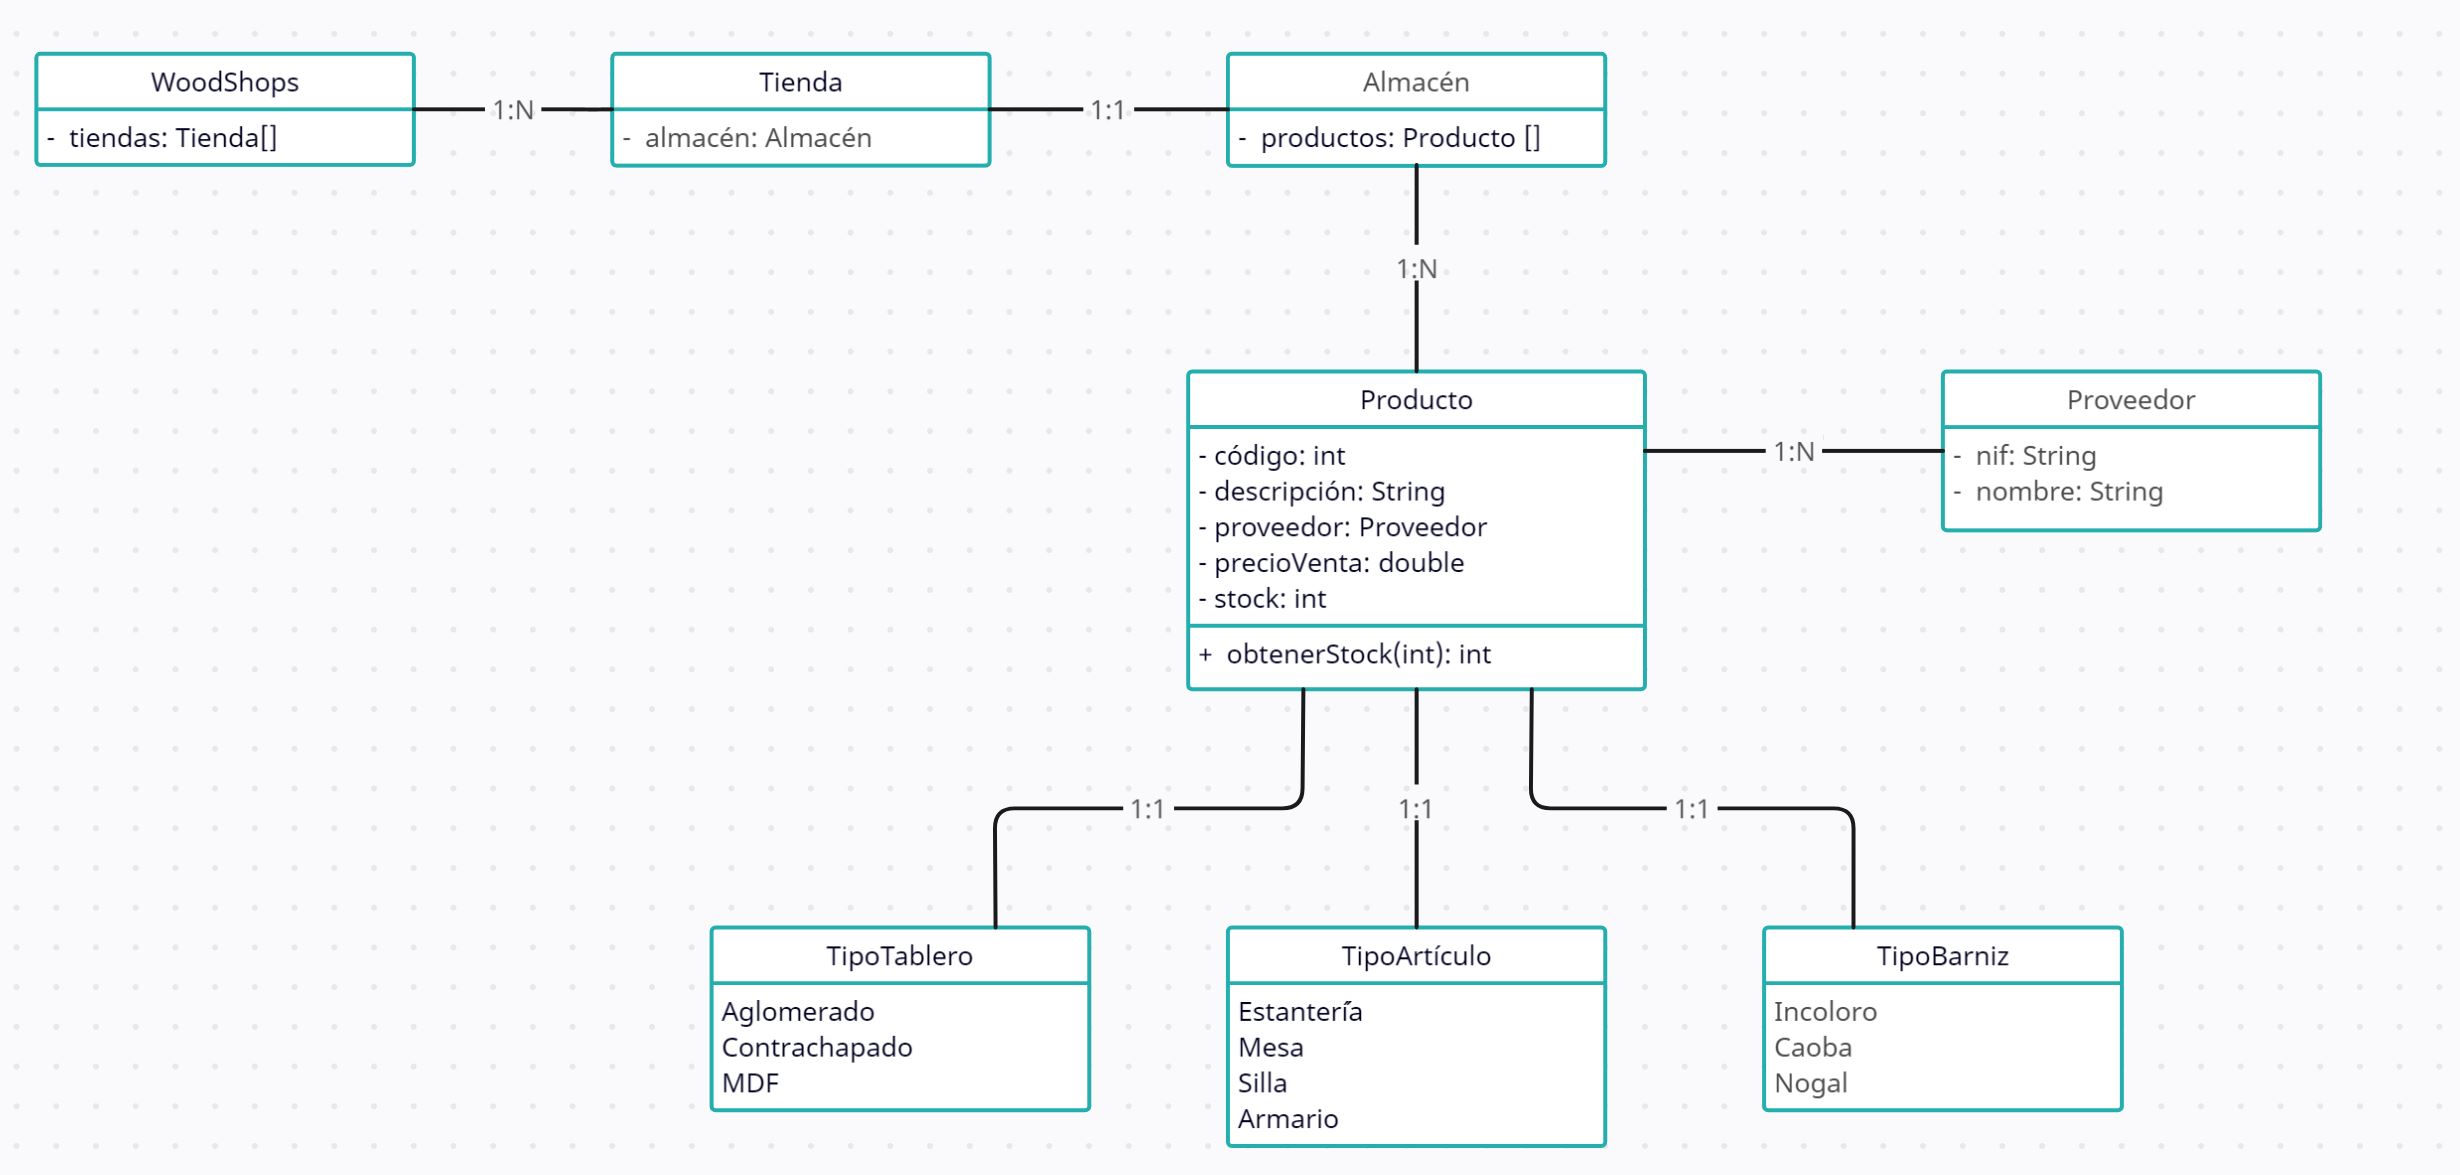 WoodShops
- tiendas: Tienda[]
1:N
Tienda
- almacén: Almacén
1:1
Almacén
- productos: Producto []
1:N
Producto
- código: int
- descripción: String
- proveedor: Proveedor
- precioVenta: double
- stock: int
+ obtenerStock(int): int
1:N
Proveedor
- nif: String
- nombre: String
1:1
1:1
1:1
TipoTablero
Aglomerado
Contrachapado
MDF
TipoArtículo
Estantería
Mesa
Silla
Armario
TipoBarniz
Incoloro
Caoba
Nogal